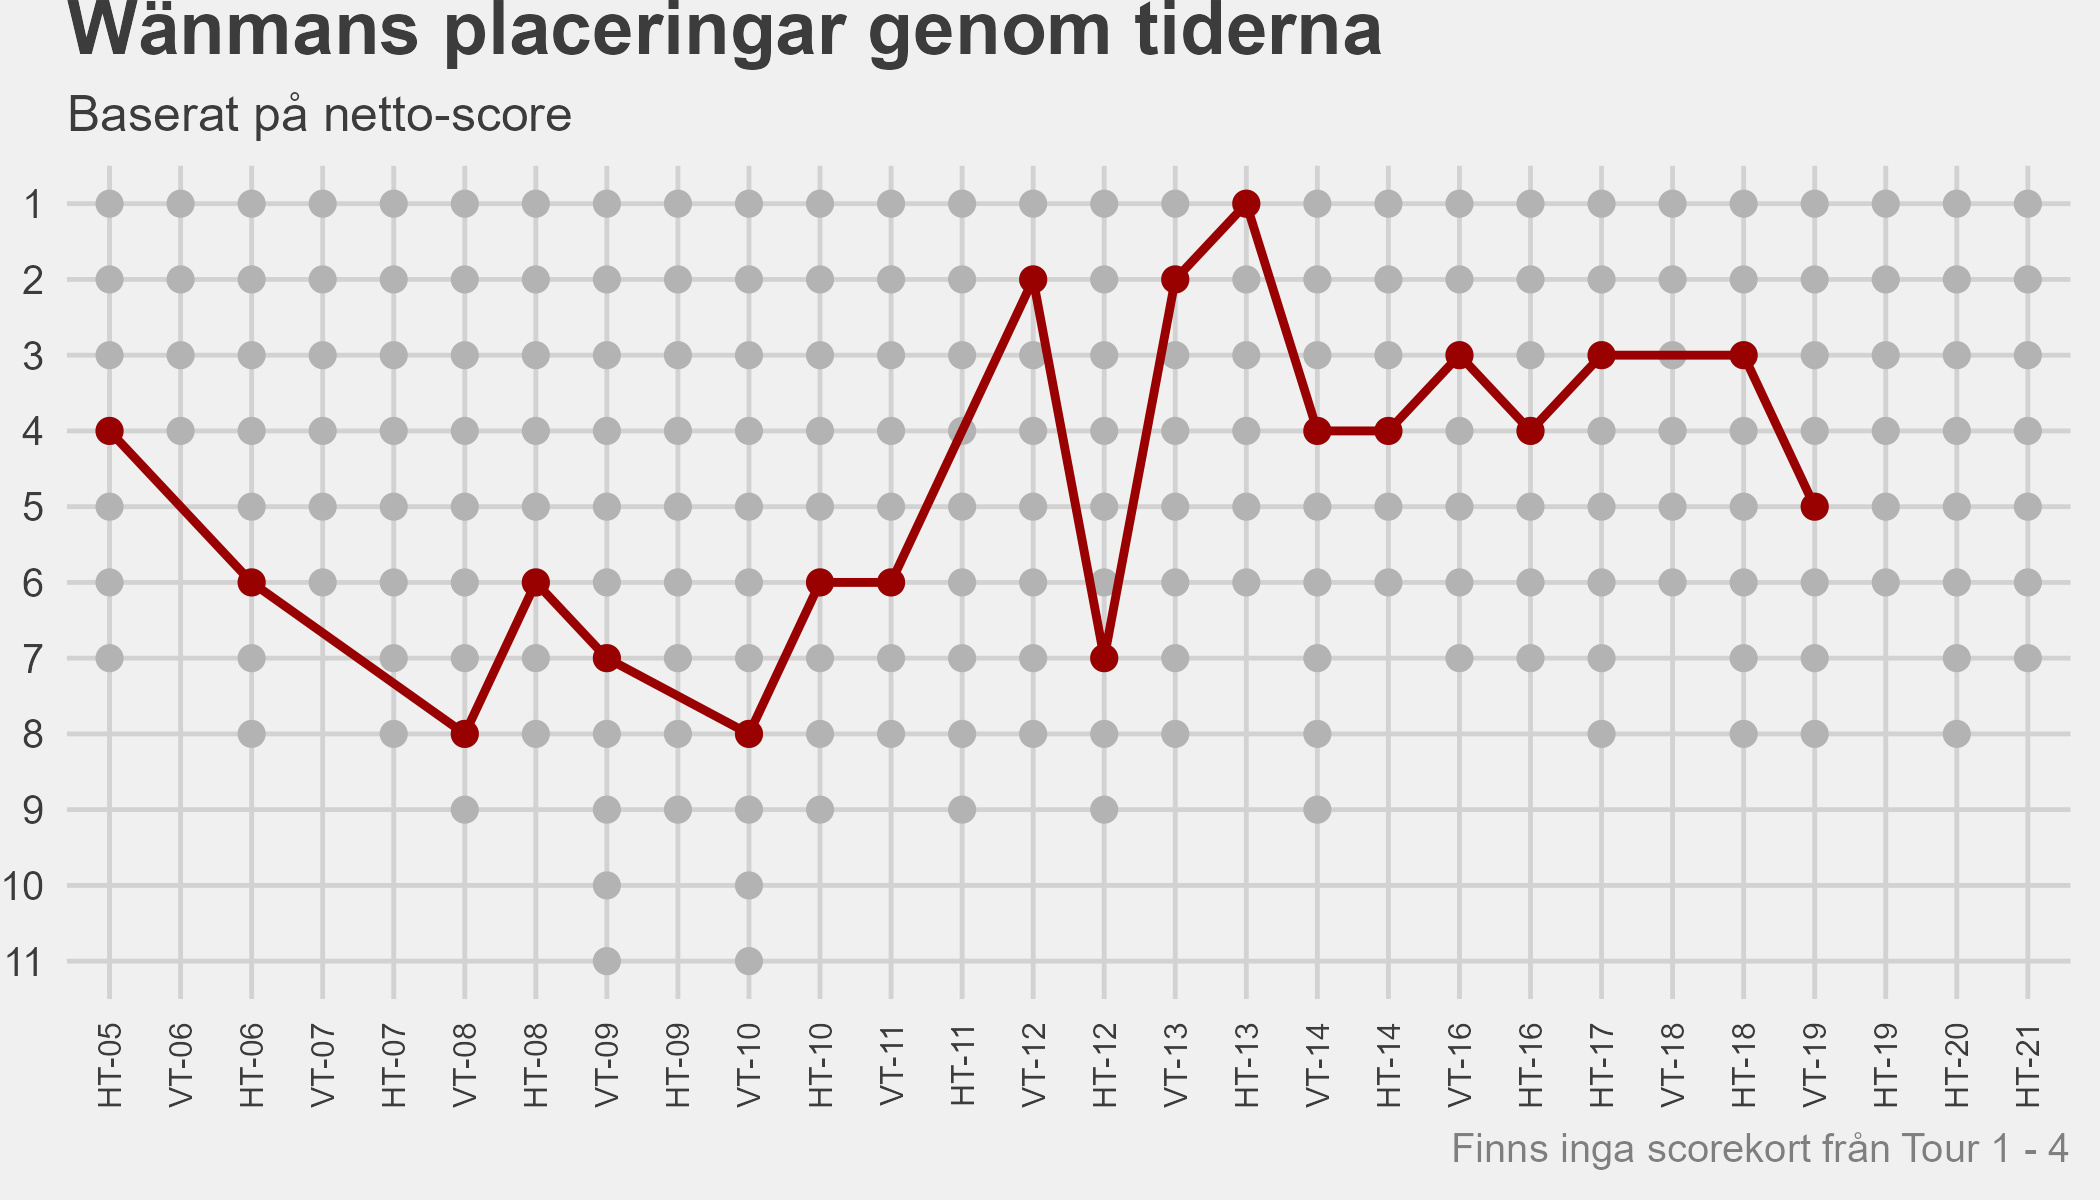 Wänmans placeringar genom tiderna
Baserat på netto-score
1
2
3
4
5
6
7
8
9
10
11
HT-05
VT-06
HT-06
VT-07
HT-07
VT-08
HT-08
VT-09
HT-09
VT-10
HT-10
VT-11
HT-11
VT-12
HT-12
VT-13
HT-13
VT-14
HT-14
VT-16
HT-16
HT-17
VT-18
HT-18
VT-19
HT-19
HT-20
HT-21
Finns inga scorekort från Tour 1 - 4